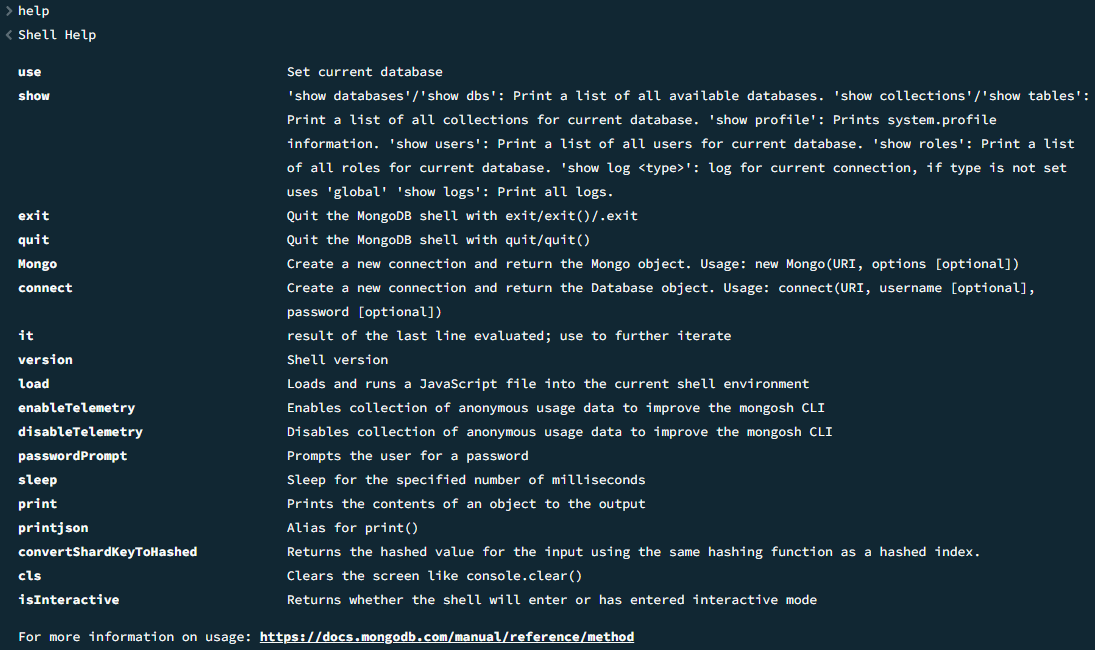 > help
< Shell Help
use Set current database
show 'show databases'/'show dbs': Print a list of all available databases. 'show collections'/'show tables':
Print a list of all collections for current database. 'show profile': Prints system.profile
information. 'show users': Print a list of all users for current database. 'show roles': Print a list
of all roles for current database. 'show log <type>': log for current connection, if type is not set
uses 'global' 'show logs': Print all logs.
exit Quit the MongoDB shell with exit/exit()/.exit
quit Quit the MongoDB shell with quit/quit()
Mongo Create a new connection and return the Mongo object. Usage: new Mongo(URI, options [optional])
connect Create a new connection and return the Database object. Usage: connect(URI, username [optional],
password [optional])
it result of the last line evaluated; use to further iterate
version Shell version
load Loads and runs a JavaScript file into the current shell environment
enableTelemetry Enables collection of anonymous usage data to improve the mongosh CLI
disableTelemetry Disables collection of anonymous usage data to improve the mongosh CLI
passwordPrompt Prompts the user for a password
sleep Sleep for the specified number of milliseconds
print Prints the contents of an object to the output
printjson Alias for print()
convertShardKeyToHashed Returns the hashed value for the input using the same hashing function as a hashed index.
cls Clears the screen like console.clear()
isInteractive Returns whether the shell will enter or has entered interactive mode
For more information on usage: https://docs.mongodb.com/manual/reference/method